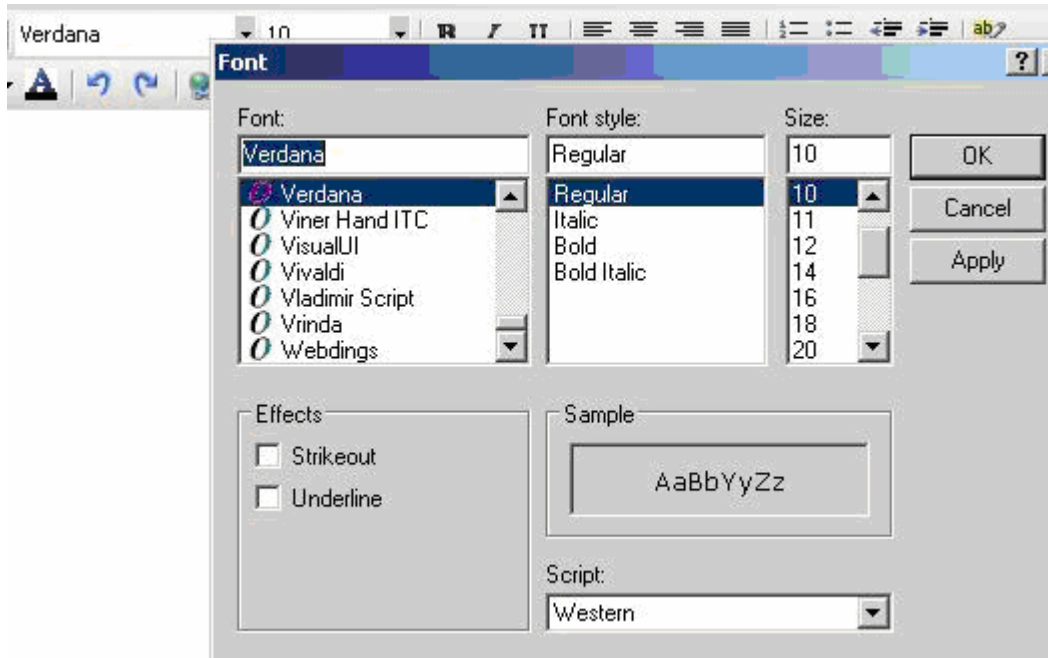 Verdana 10 B I U ab
A
Font ?
Font: Font style: Size:
Verdana Regular 10 OK
Verdana Regular 10
Viner Hand ITC Italic 11 Cancel
VisualUI Bold 12
Vivaldi Bold Italic 14 Apply
Vladimir Script 16
Vrinda 18
Webdings 20
Effects Sample
Strikeout
AaBbYyZz
Underline
Script:
Western